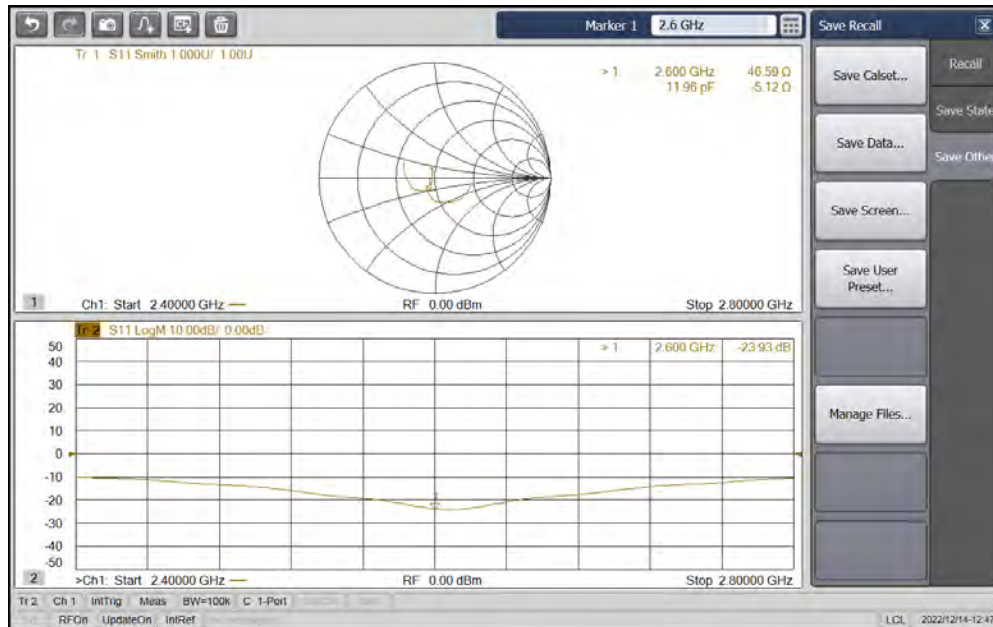 Marker 1 2.6 GHz
Save Recall X
Tr 1 S11 Smith 1.000U/ 1.00U
> 1 2.600 GHz 46.59 Ω
11.96 pF -5.12 Ω
1
1
Ch1: Start 2.40000 GHz
RF 0.00 dBm
Stop 2.80000 GHz
Tr 2 S11 LogM 10.00dB/ 0.00dB
> 1 2.600 GHz -23.93 dB
50
40
30
20
10
0
-10
-20
-30
-40
-50
1
2
>Ch1: Start 2.40000 GHz
RF 0.00 dBm
Stop 2.80000 GHz
Save Calset...
Save Data...
Save Screen...
Save User
Preset...
Manage Files...
Recall
Save State
Save Other
Tr 2 Ch 1 IntTrig Meas BW=100k C 1-Port
RFOn UpdateOn IntRef
LCL 2022/12/14-12:47